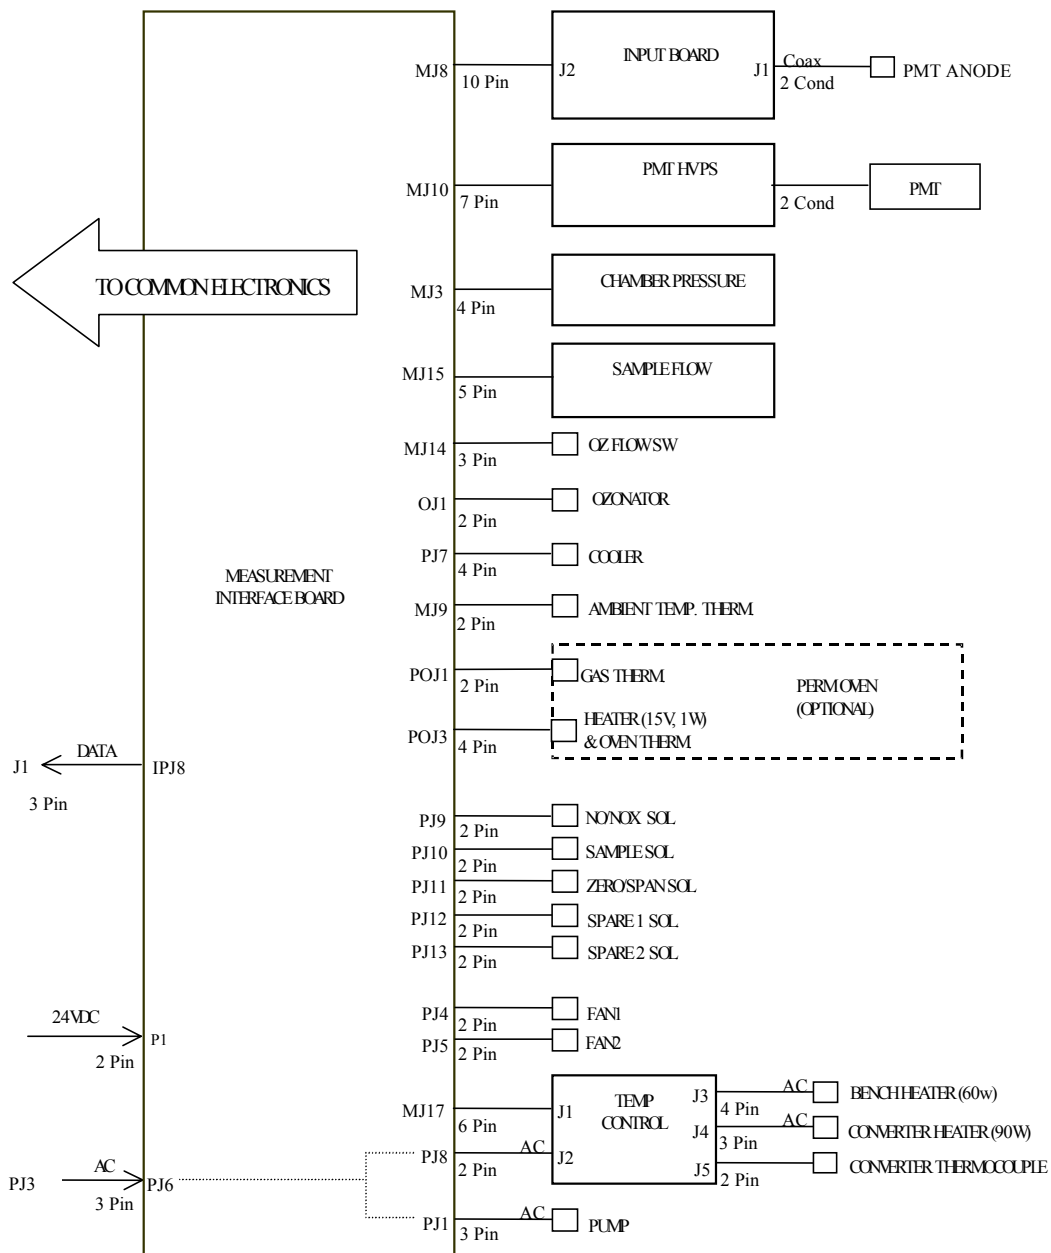 MJ8
10 Pin
J2
INPUT BOARD
J1
Coax
2 Cond
PMT ANODE
MJ10
7 Pin
PMT HVPS
2 Cond
PMT
TO COMMON ELECTRONICS
MJ3
4 Pin
CHAMBER PRESSURE
MJ15
5 Pin
SAMPLE FLOW
MJ14
3 Pin
OZ FLOW SW
OJ1
2 Pin
OZONATOR
PJ7
4 Pin
COOLER
MEASUREMENT
INTERFACE BOARD
MJ9
2 Pin
AMBIENT TEMP. THERM.
POJ1
2 Pin
GAS THERM.
PERM OVEN
(OPTIONAL)
POJ3
4 Pin
HEATER (15V, 1W)
& OVEN THERM.
J1
DATA
3 Pin
IPJ8
PJ9
2 Pin
NO/NOX SOL.
PJ10
2 Pin
SAMPLE SOL.
PJ11
2 Pin
ZERO/SPAN SOL.
PJ12
2 Pin
SPARE 1 SOL.
PJ13
2 Pin
SPARE 2 SOL.
24VDC
2 Pin
P1
PJ4
2 Pin
FAN1
PJ5
2 Pin
FAN2
MJ17
6 Pin
J1
TEMP
CONTROL
J3
AC
4 Pin
BENCH HEATER (60w)
J4
AC
3 Pin
CONVERTER HEATER (90W)
PJ8
AC
2 Pin
J2
J5
2 Pin
CONVERTER THERMOCOUPLE
PJ3
AC
3 Pin
PJ6
PJ1
AC
3 Pin
PUMP